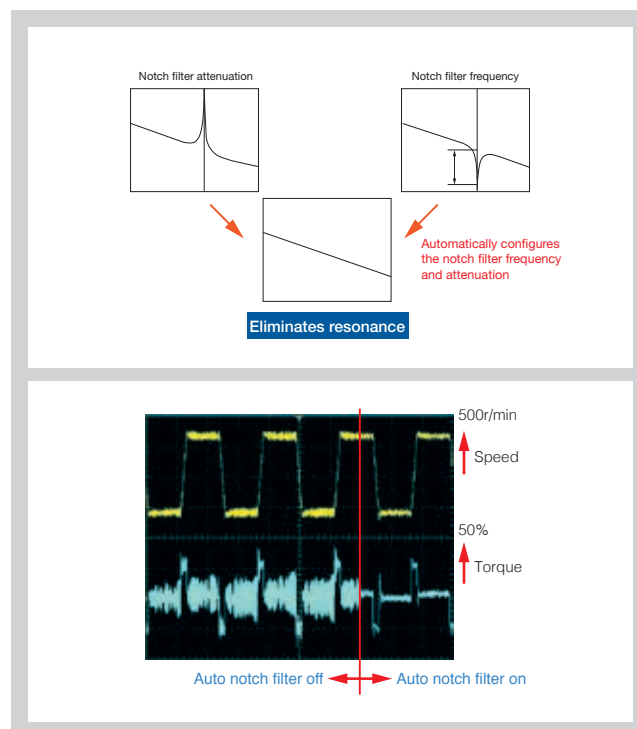 Notch filter attenuation
Notch filter frequency
Automatically configures
the notch filter frequency
and attenuation
Eliminates resonance
500r/min
Speed
50%
Torque
Auto notch filter off
Auto notch filter on